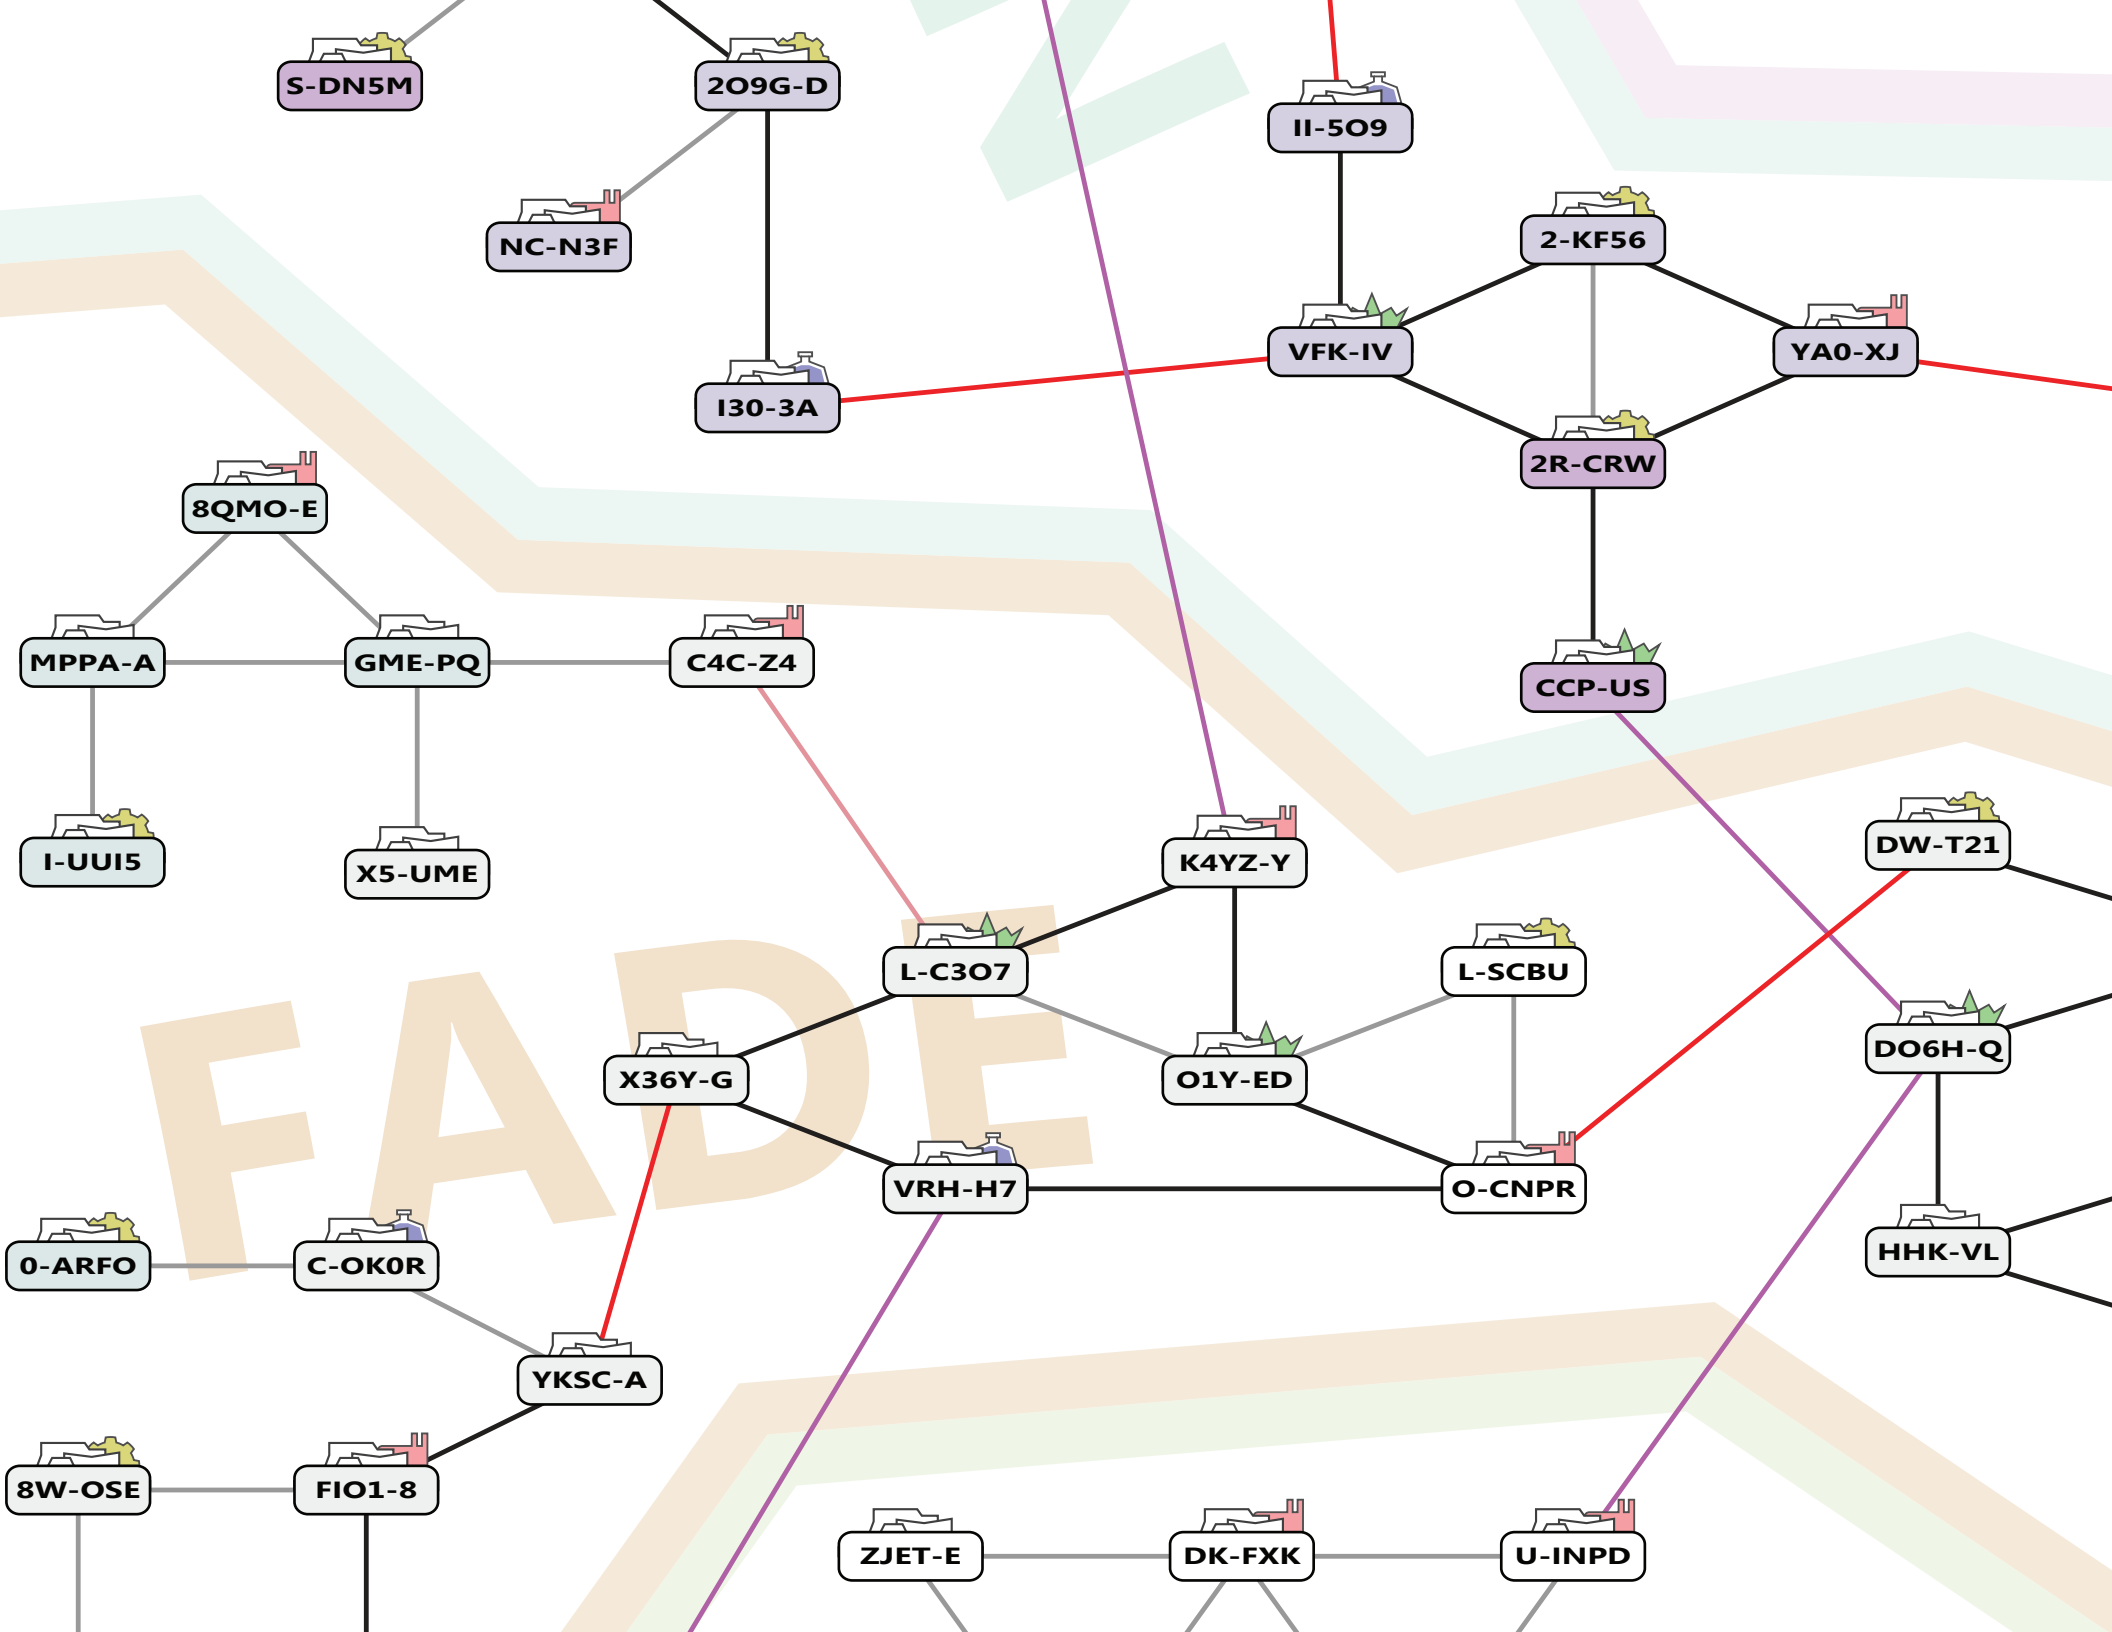 S-DN5M
2O9G-D
II-5O9
2-KF56
NC-N3F
VFK-IV
YA0-XJ
I30-3A
2R-CRW
8QMO-E
MPPA-A
GME-PQ
C4C-Z4
CCP-US
I-UUI5
X5-UME
K4YZ-Y
DW-T21
L-C3O7
L-SCBU
FADE
X36Y-G
O1Y-ED
DO6H-Q
VRH-H7
O-CNPR
0-ARFO
C-OK0R
HHK-VL
YKSC-A
8W-OSE
FIO1-8
ZJET-E
DK-FXK
U-INPD